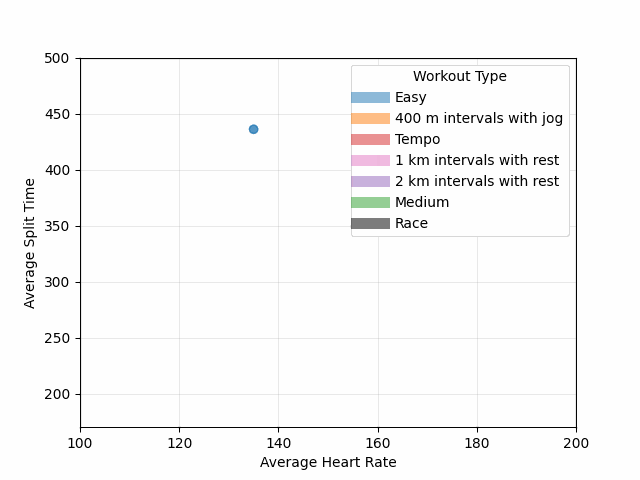 Workout Type
Easy
400 m intervals with jog
Tempo
1 km intervals with rest
2 km intervals with rest
Medium
Race
Average Split Time
500
450
400
350
300
250
200
100 120 140 160 180 200
Average Heart Rate